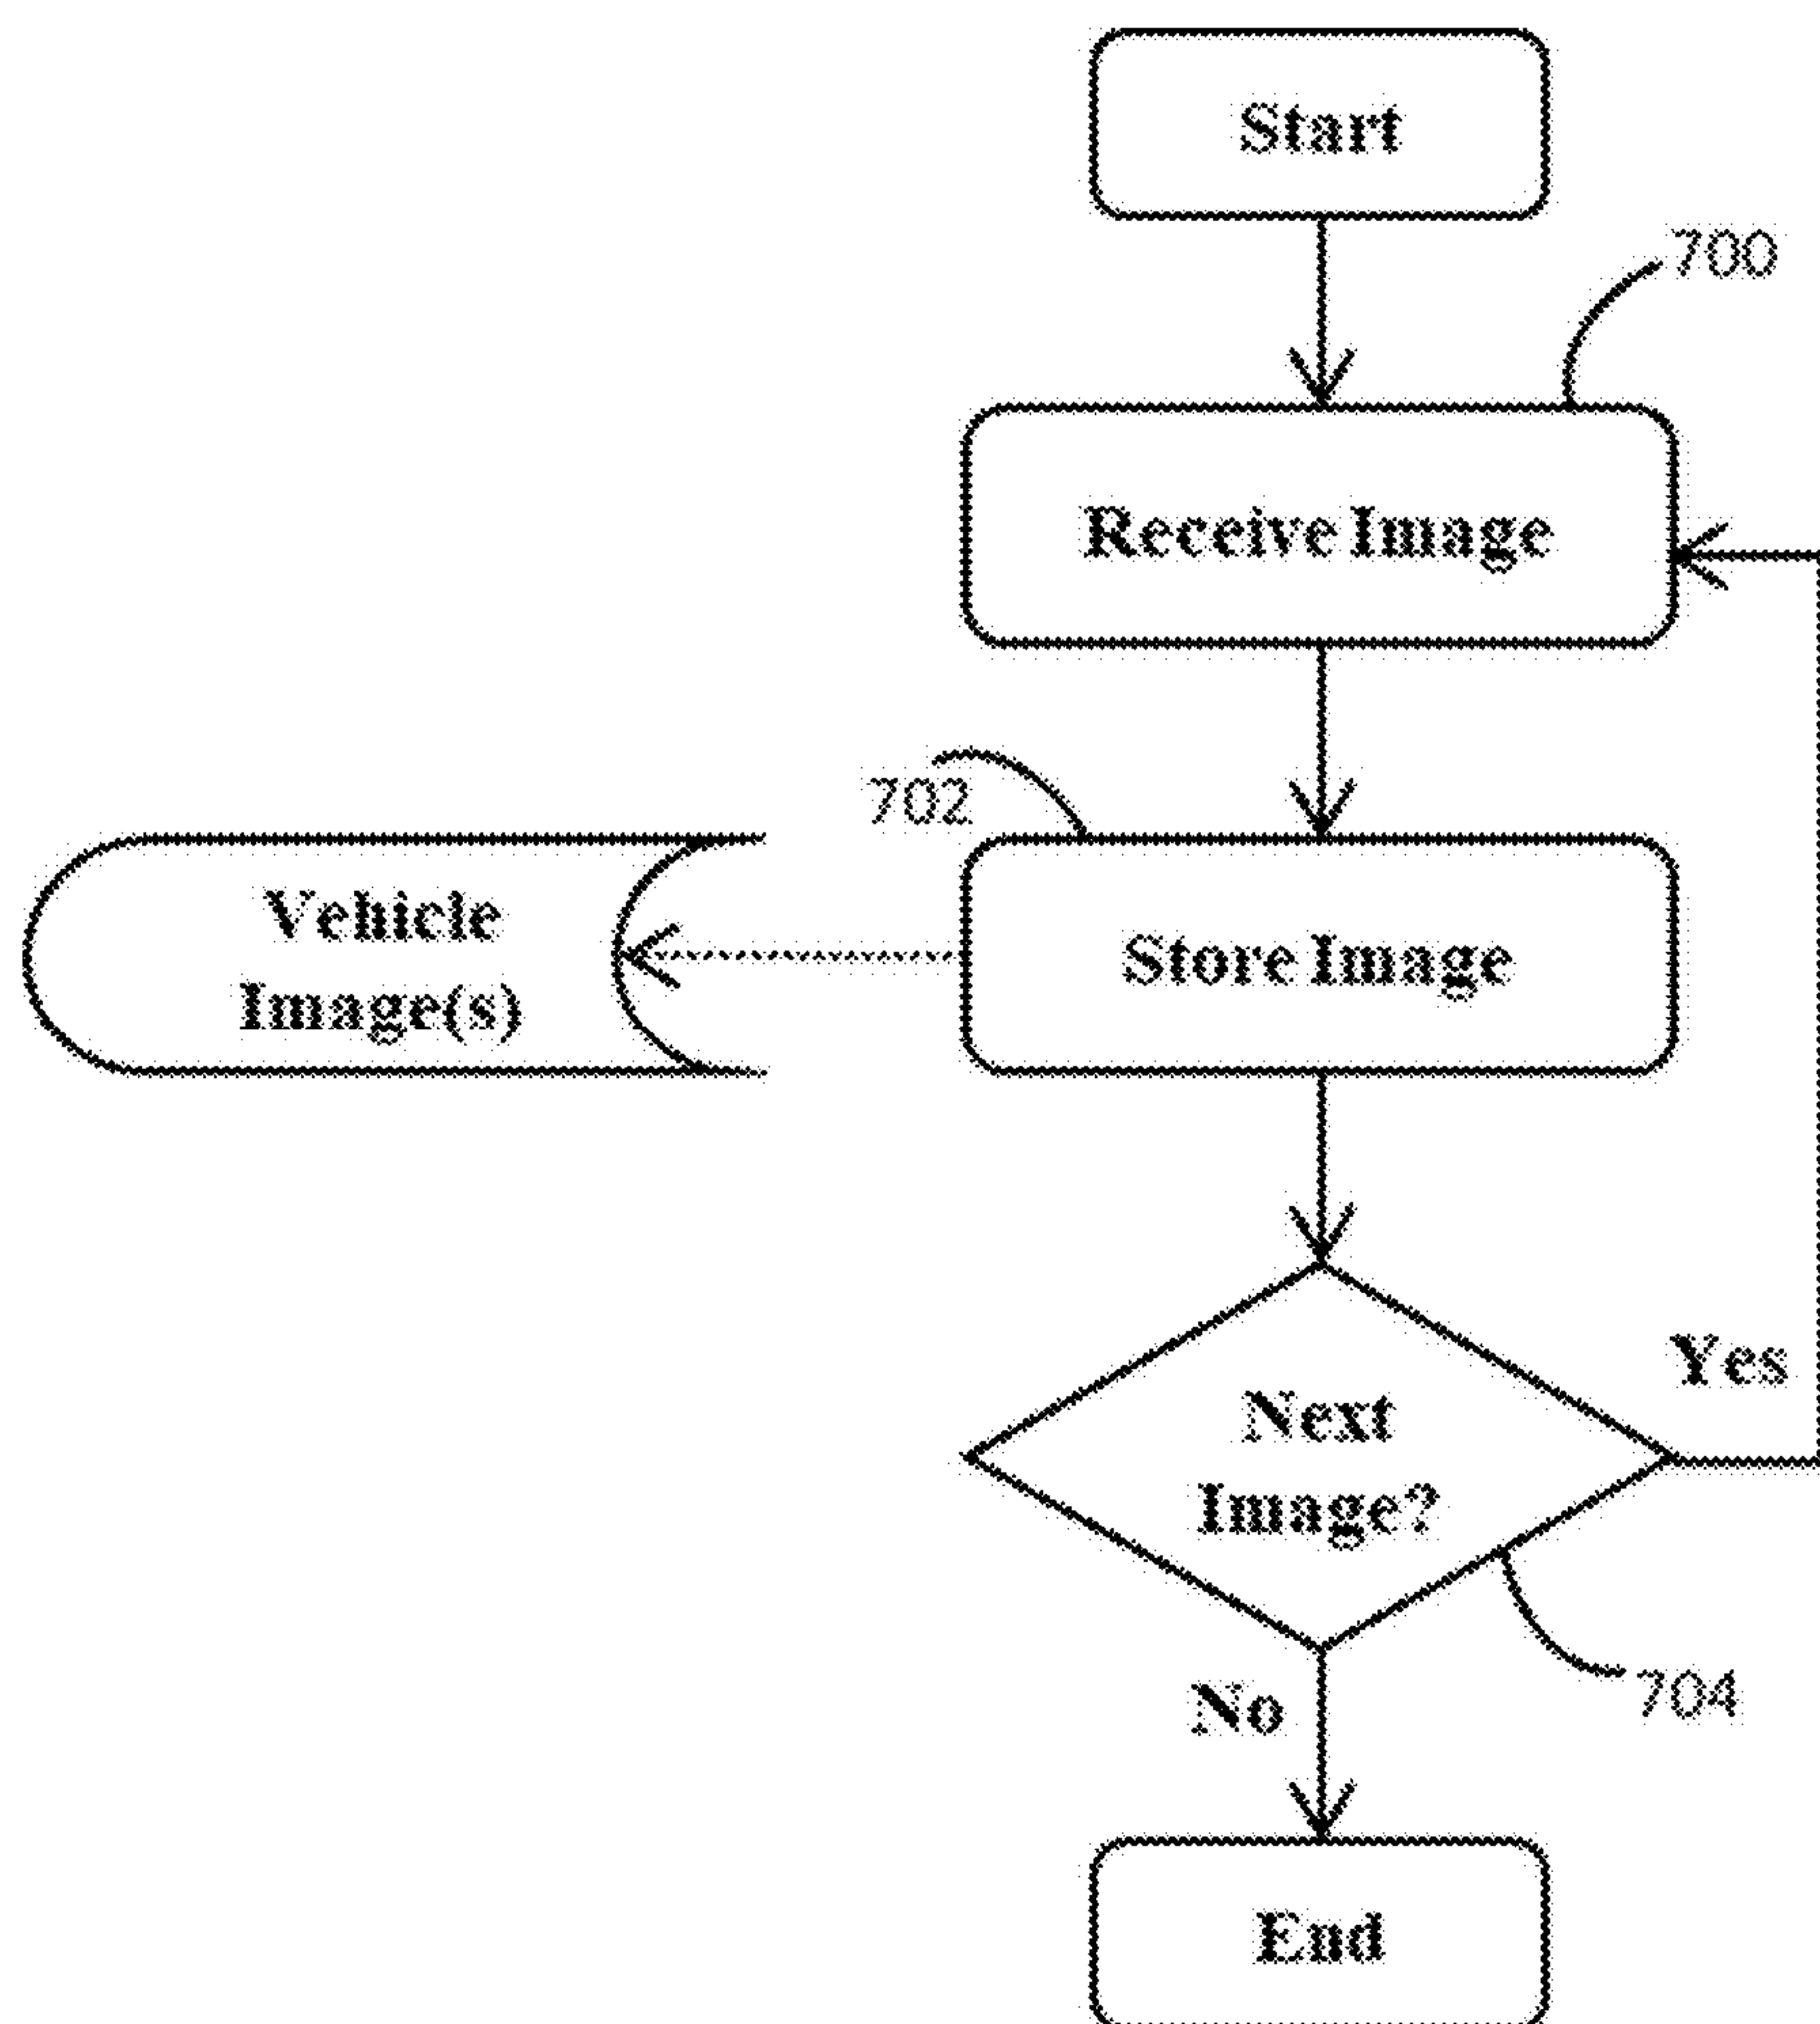 Start
700
Receive Image
702
Vehicle
Image(s)
Store Image
Yes
Next
Image?
No
704
End